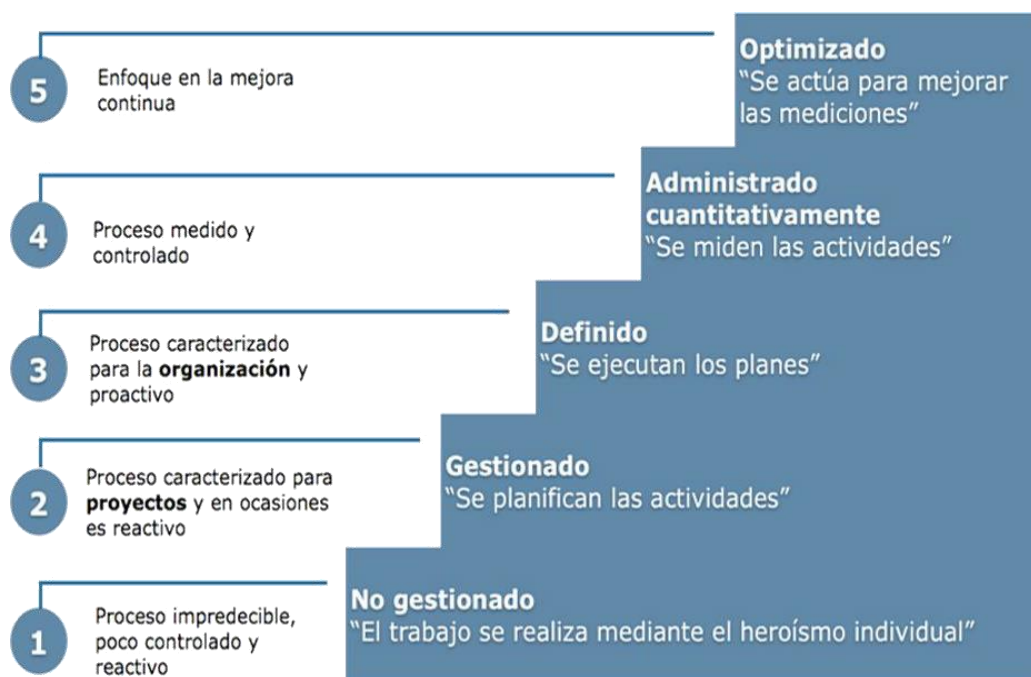 5
Enfoque en la mejora
continua
Optimizado
“Se actúa para mejorar
las mediciones”
4
Proceso medido y
controlado
Administrado
cuantitativamente
“Se miden las actividades”
3
Proceso caracterizado
para la organización y
proactivo
Definido
“Se ejecutan los planes”
2
Proceso caracterizado para
proyectos y en ocasiones
es reactivo
Gestionado
“Se planifican las actividades”
1
Proceso impredecible,
poco controlado y
reactivo
No gestionado
“El trabajo se realiza mediante el heroísmo individual”